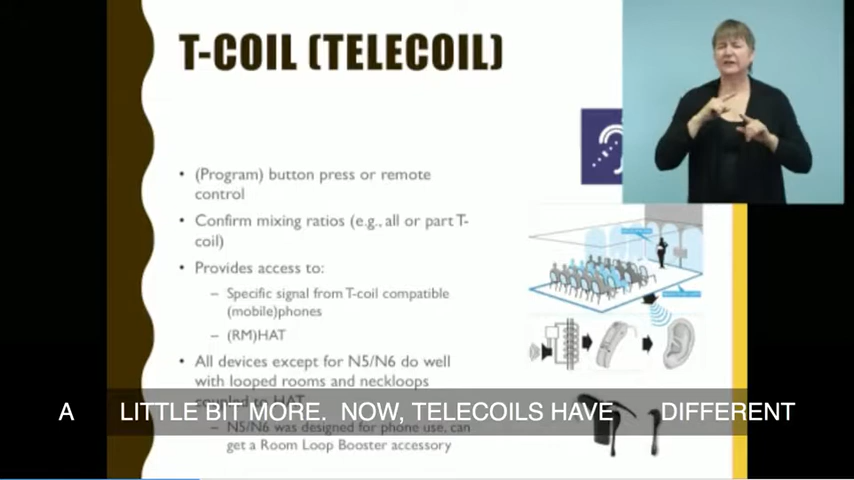 T-COIL (TELECOIL)
• (Program) button press or remote
control
• Confirm mixing ratios (e.g., all or part T-
coil)
• Provides access to:
– Specific signal from T-coil compatible
(mobile)phones
– (RM)HAT
• All devices except for N5/N6 do well
with looped rooms and neckloops
coupled to HAT
– N5/N6 was designed for phone use, can
get a Room Loop Booster accessory
A LITTLE BIT MORE. NOW, TELECOILS HAVE DIFFERENT